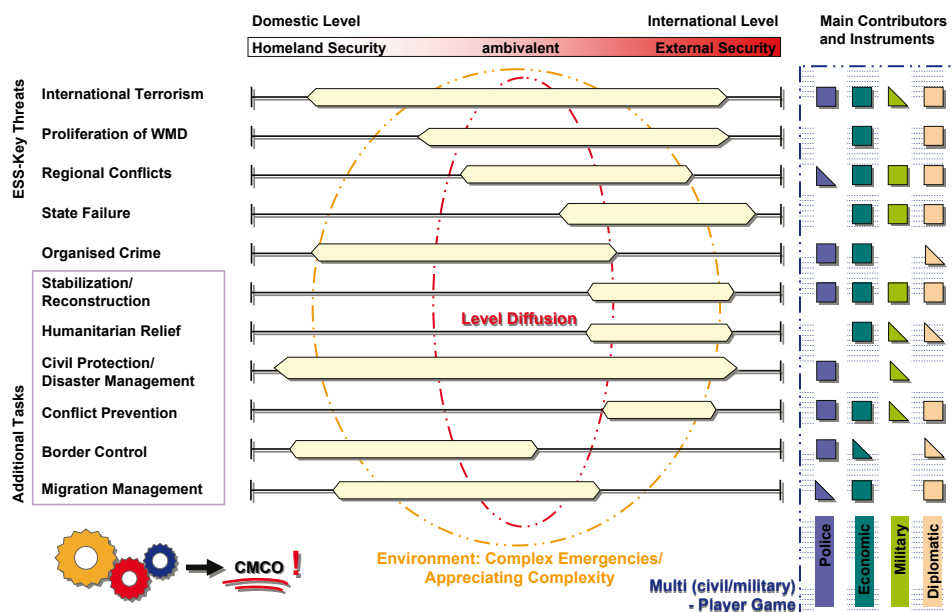 Domestic Level
International Level
Main Contributors
and Instruments
Homeland Security
ambivalent
External Security
ESS-Key Threats
International Terrorism
Proliferation of WMD
Regional Conflicts
State Failure
Organised Crime
Additional Tasks
Stabilization/
Reconstruction
Level Diffusion
Humanitarian Relief
Civil Protection/
Disaster Management
Conflict Prevention
Border Control
Migration Management
CMCO !
Environment: Complex Emergencies/
Appreciating Complexity
Multi (civil/military)
- Player Game
Police
Economic
Military
Diplomatic